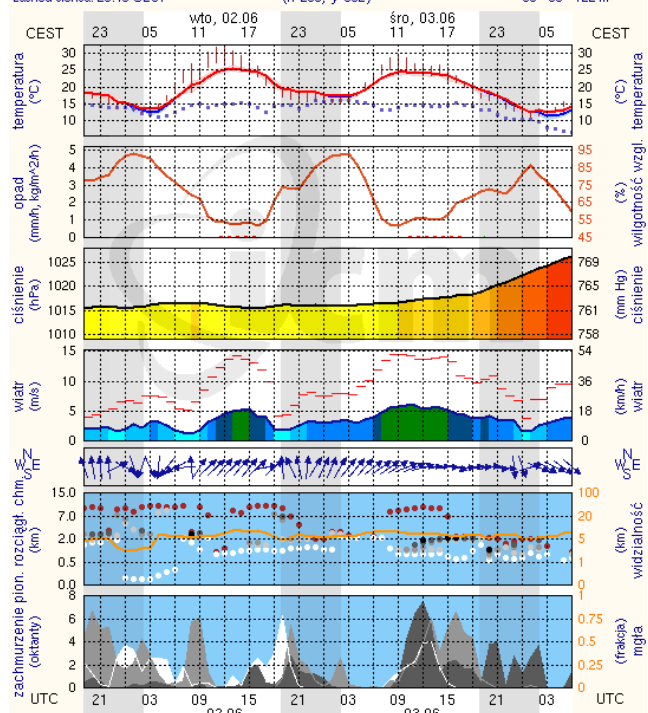 CEST 23 05 wto, 02.06 11 17 23 05 śro, 03.06 11 17 23 05 CEST
temperatura (°C)
30
25
20
15
10
30
25
20
15
10
temperatura (°C)
opad (mm/h, kg/m^2/h)
5
4
3
2
1
0
95
85
75
65
55
45
(%) wilgotność wzgl.
ciśnienie (hPa)
1025
1020
1015
1010
769
765
761
758
(mm Hg) ciśnienie
wiatr (m/s)
15
10
5
0
54
36
18
0
(km/h) wiatr
N
W E
S
N
W E
S
pion. rozciągł. chm. (km)
15.0
7.0
2.0
0.5
0.0
100
20
5
1
0
(km) widzialność
zachmurzenie (oktanty)
8
6
4
2
0
1
0.75
0.5
0.25
0
(frakcja) mgła
UTC 21 03 09 15 21 03 09 15 21 03 UTC
icm